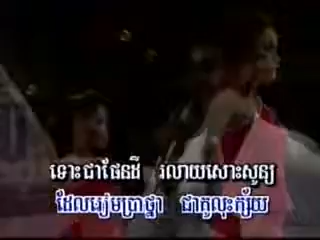 ទោះជាផែនដី រលាយសោះសូន្យ
ដែលរៀមប្រាថ្នា ជាគូលុះក្ស័យ